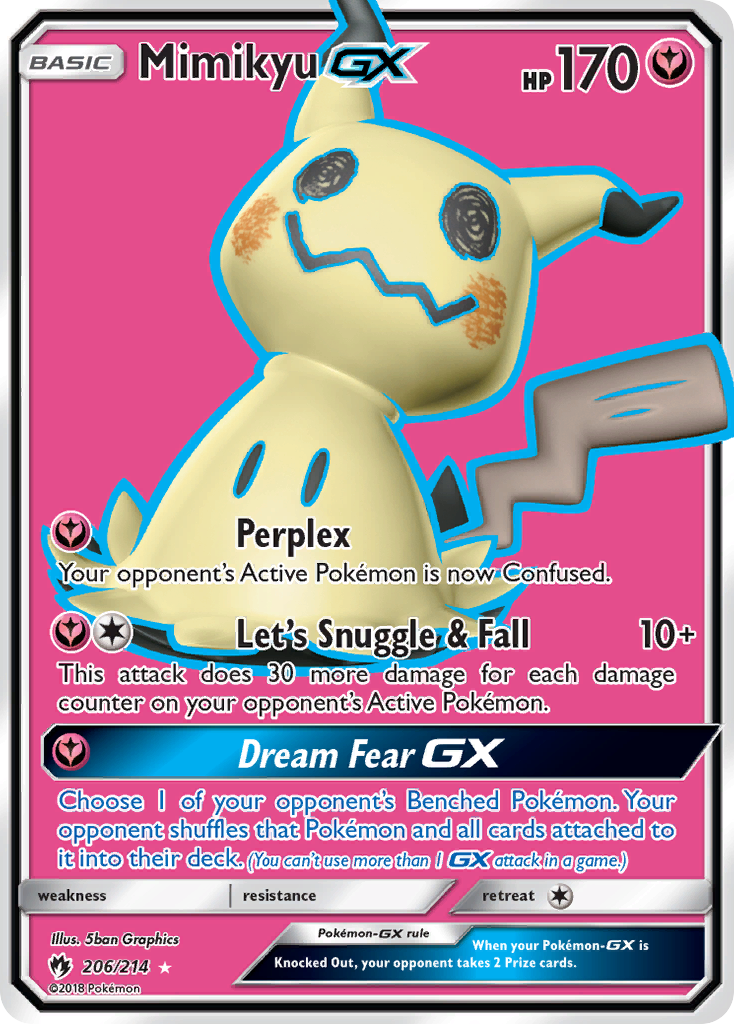 BASIC Mimikyu GX HP 170
Perplex
Your opponent's Active Pokémon is now Confused.
Let's Snuggle & Fall 10+
This attack does 30 more damage for each damage
counter on your opponent's Active Pokémon.
Dream Fear GX
Choose 1 of your opponent's Benched Pokémon. Your
opponent shuffles that Pokémon and all cards attached to
it into their deck. (You can't use more than 1 GX attack in a game.)
weakness resistance retreat
Illus. 5ban Graphics
206/214
©2018 Pokémon
Pokémon-GX rule
When your Pokémon-GX is
Knocked Out, your opponent takes 2 Prize cards.